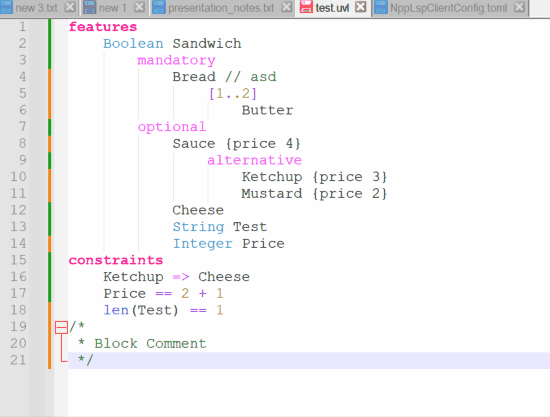 new 3.txt new 1 presentation_notes.txt test.uvl NppLspClientConfig.toml
1 features
2 Boolean Sandwich
3 mandatory
4 Bread // asd
5 [1..2]
6 Butter
7 optional
8 Sauce {price 4}
9 alternative
10 Ketchup {price 3}
11 Mustard {price 2}
12 Cheese
13 String Test
14 Integer Price
15 constraints
16 Ketchup => Cheese
17 Price == 2 + 1
18 len(Test) == 1
19 /*
20 * Block Comment
21 */